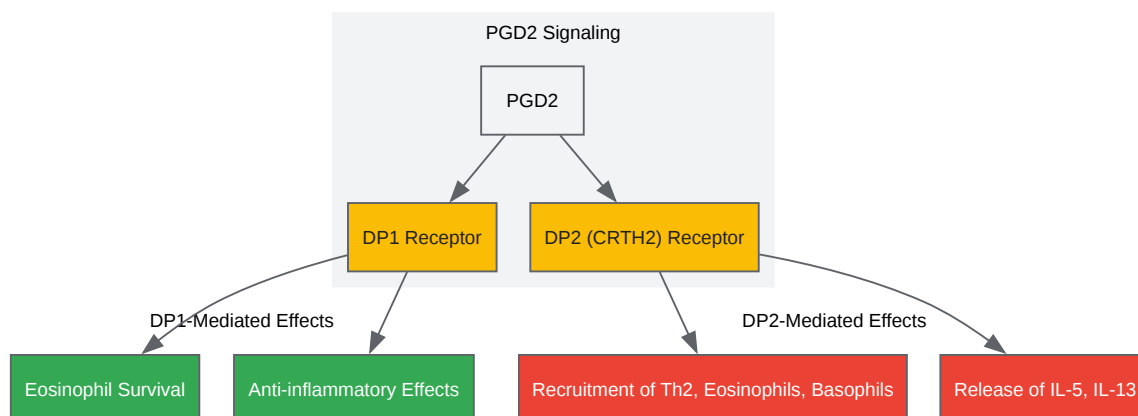 PGD2 Signaling
PGD2
DP1 Receptor
DP2 (CRTH2) Receptor
DP1-Mediated Effects
DP2-Mediated Effects
Eosinophil Survival
Anti-inflammatory Effects
Recruitment of Th2, Eosinophils, Basophils
Release of IL-5, IL-13